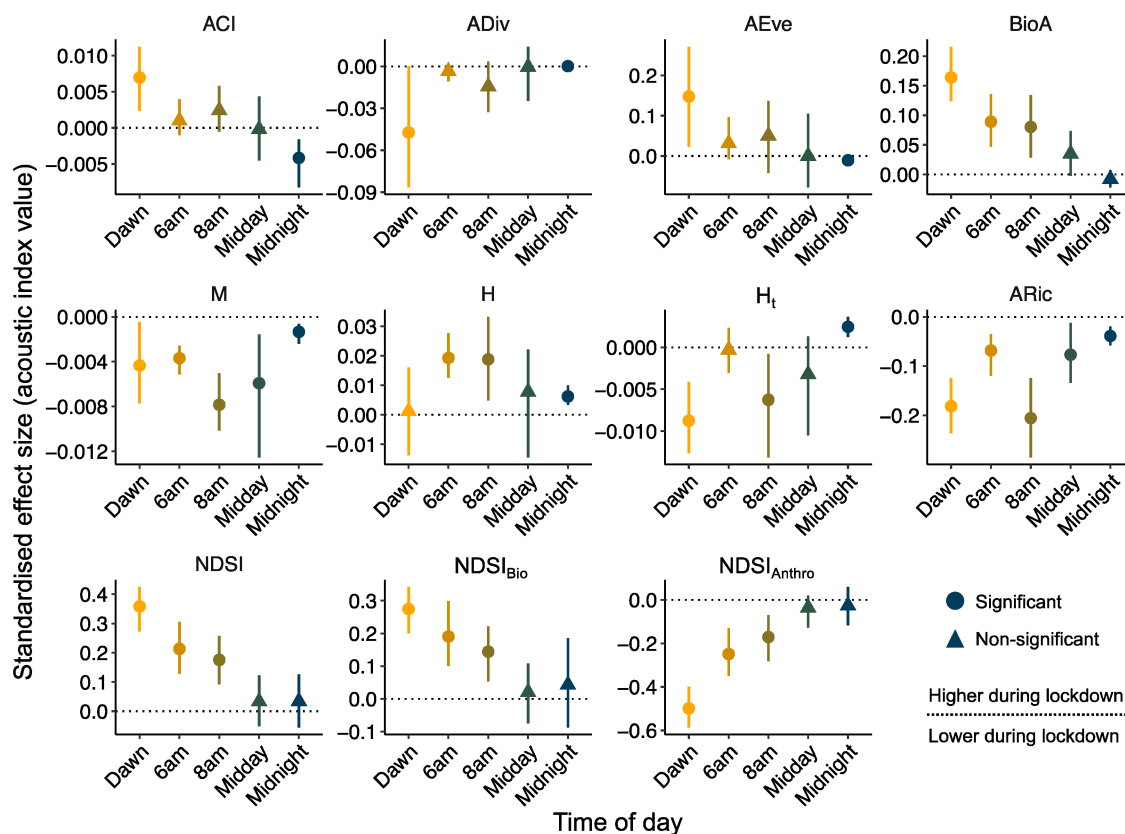 Standardised effect size (acoustic index value)
ACI
0.010
0.005
0.000
−0.005
Dawn
6am
8am
Midday
Midnight
ADiv
0.00
−0.03
−0.06
−0.09
Dawn
6am
8am
Midday
Midnight
AEve
0.2
0.1
0.0
Dawn
6am
8am
Midday
Midnight
BioA
0.20
0.15
0.10
0.05
0.00
Dawn
6am
8am
Midday
Midnight
M
0.000
−0.004
−0.008
−0.012
Dawn
6am
8am
Midday
Midnight
H
0.03
0.02
0.01
0.00
−0.01
Dawn
6am
8am
Midday
Midnight
Ht
0.000
−0.005
−0.010
Dawn
6am
8am
Midday
Midnight
ARic
0.0
−0.1
−0.2
Dawn
6am
8am
Midday
Midnight
NDSI
0.4
0.3
0.2
0.1
0.0
Dawn
6am
8am
Midday
Midnight
NDSIBio
0.3
0.2
0.1
0.0
−0.1
Dawn
6am
8am
Midday
Midnight
NDSIAnthro
0.0
−0.2
−0.4
−0.6
Dawn
6am
8am
Midday
Midnight
Significant
Non-significant
Higher during lockdown
Lower during lockdown
Time of day